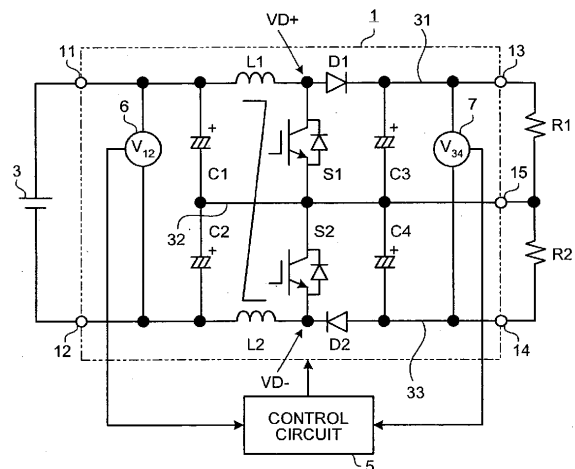 VD+
1
31
11
L1
D1
13
6
7
R1
V12
V34
+
+
3
C1
S1
C3
15
32
C2
S2
C4
+
+
R2
12
L2
D2
14
VD-
33
CONTROL
CIRCUIT
5